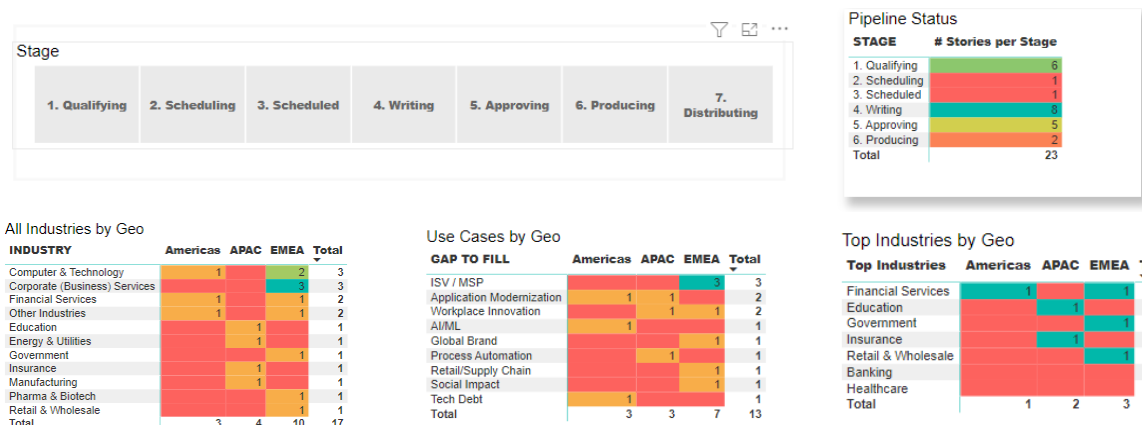 Stage
1. Qualifying 2. Scheduling 3. Scheduled 4. Writing 5. Approving 6. Producing 7. Distributing
Pipeline Status
STAGE # Stories per Stage
1. Qualifying 6
2. Scheduling 1
3. Scheduled 1
4. Writing 8
5. Approving 5
6. Producing 2
Total 23
All Industries by Geo
INDUSTRY Americas APAC EMEA Total
Computer & Technology 1 2 3
Corporate (Business) Services 3 3
Financial Services 1 1 2
Other Industries 1 1 2
Education 1 1
Energy & Utilities 1 1
Government 1 1
Insurance 1 1
Manufacturing 1 1
Pharma & Biotech 1 1
Retail & Wholesale 1 1
Total 3 4 10 17
Use Cases by Geo
GAP TO FILL Americas APAC EMEA Total
ISV / MSP 3 3
Application Modernization 1 1 2
Workplace Innovation 1 1 2
AI/ML 1 1
Global Brand 1 1
Process Automation 1 1
Retail/Supply Chain 1 1
Social Impact 1 1
Tech Debt 1 1
Total 3 3 7 13
Top Industries by Geo
Top Industries Americas APAC EMEA
Financial Services 1 1
Education 1
Government 1
Insurance 1
Retail & Wholesale 1
Banking
Healthcare
Total 1 2 3